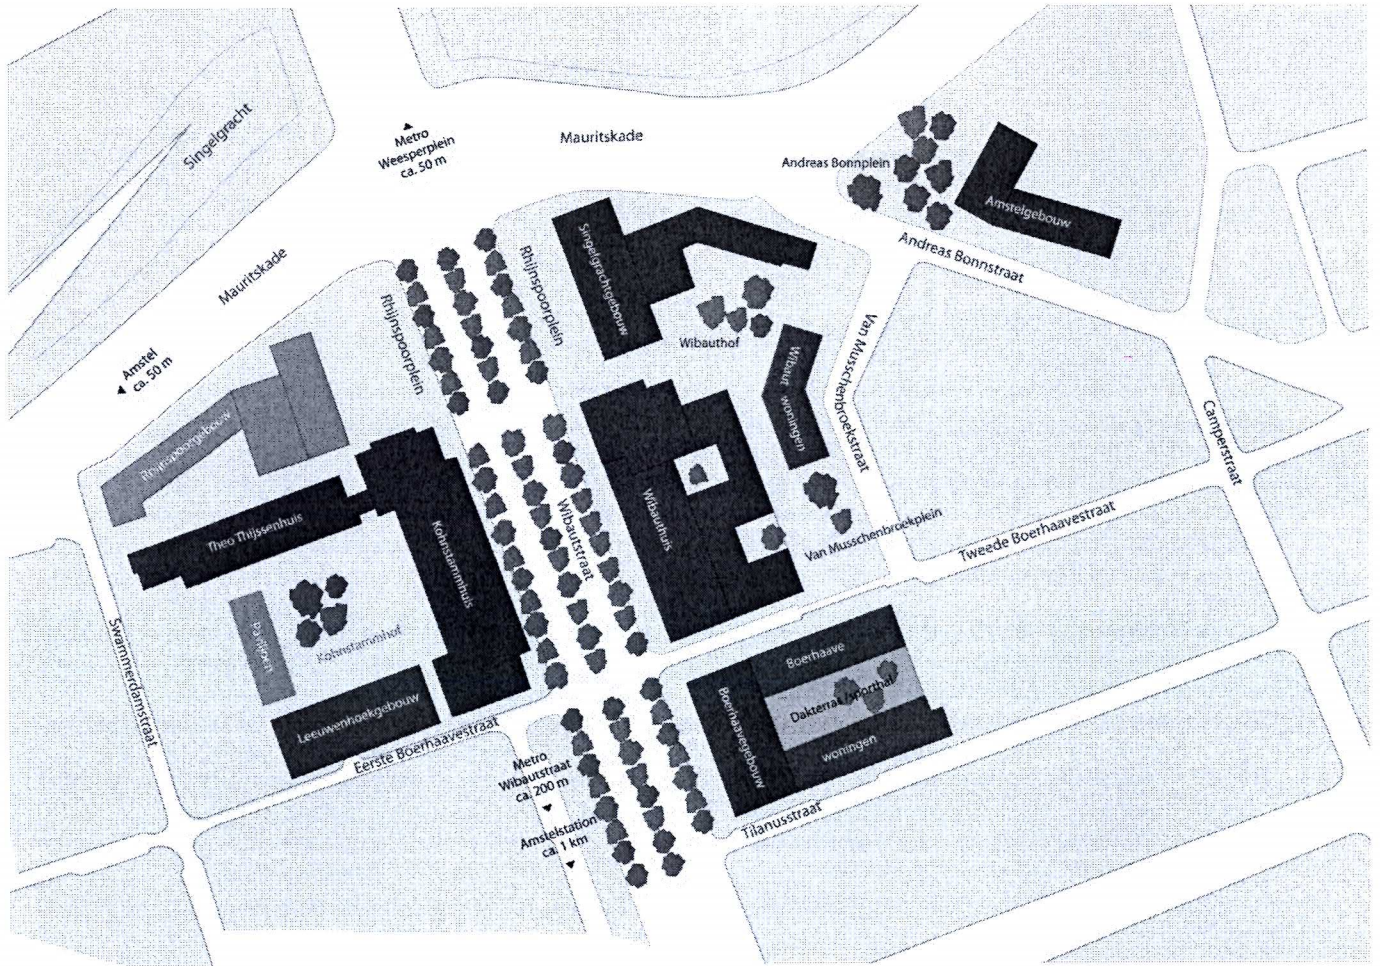 Singelgracht
Metro
Weesperplein
ca. 50 m
Mauritskade
Andreas Bonnplein
Amstelgebouw
Andreas Bonnstraat
Mauritskade
Rhijnspoorplein
Rhijnspoorplein
Singelgrachtgebouw
Wibauthof
Wibaut
woningen
Van Musschenbroekstraat
Camperstraat
Amstel
ca. 50 m
Rhijnspoorgebouw
Theo Thijssenhuis
Kohnstammhuis
Wibautstraat
Wibauthuis
Van Musschenbroekplein
Tweede Boerhaavestraat
Swammerdamstraat
Paviljoen
Kohnstammhof
Leeuwenhoekgebouw
Eerste Boerhaavestraat
Boerhaave
Dakterras/sporthal
woningen
Boerhaavegebouw
Tilanusstraat
Metro
Wibautstraat
ca. 200 m
Amstelstation
ca. 1 km